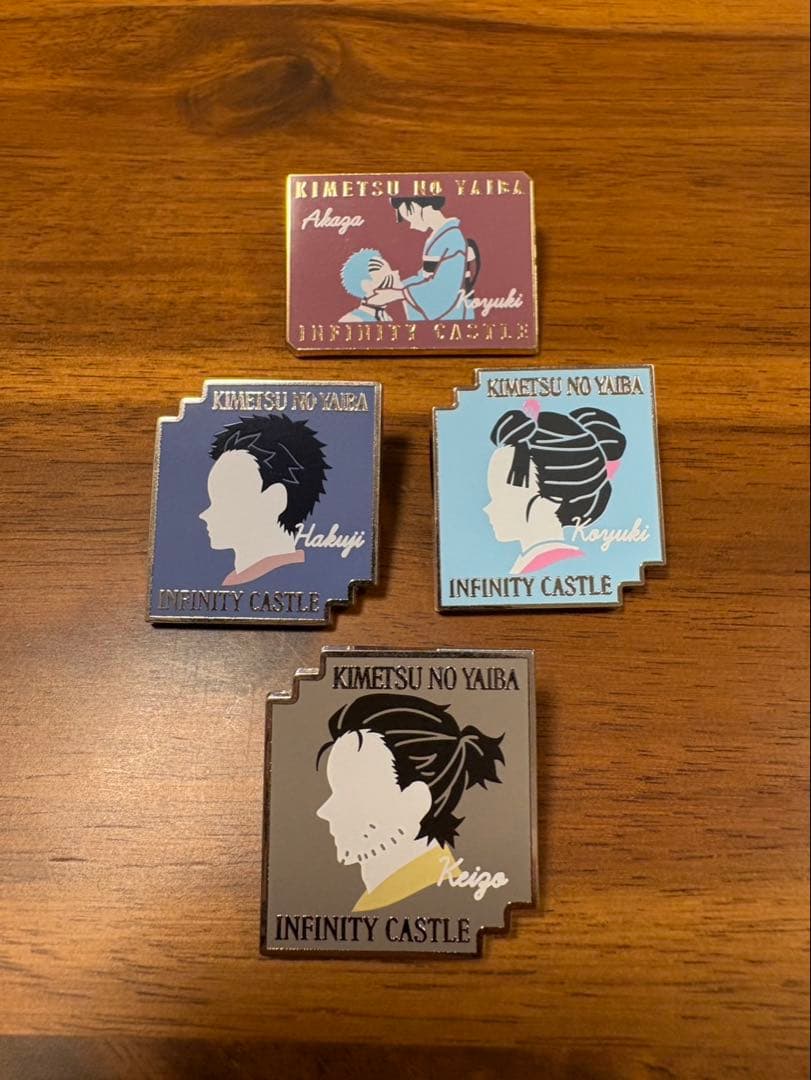 KIMETSU NO YAIBA
Akaza
Koyuki
INFINITY CASTLE
KIMETSU NO YAIBA
Hakuji
INFINITY CASTLE
KIMETSU NO YAIBA
Koyuki
INFINITY CASTLE
KIMETSU NO YAIBA
Keizo
INFINITY CASTLE